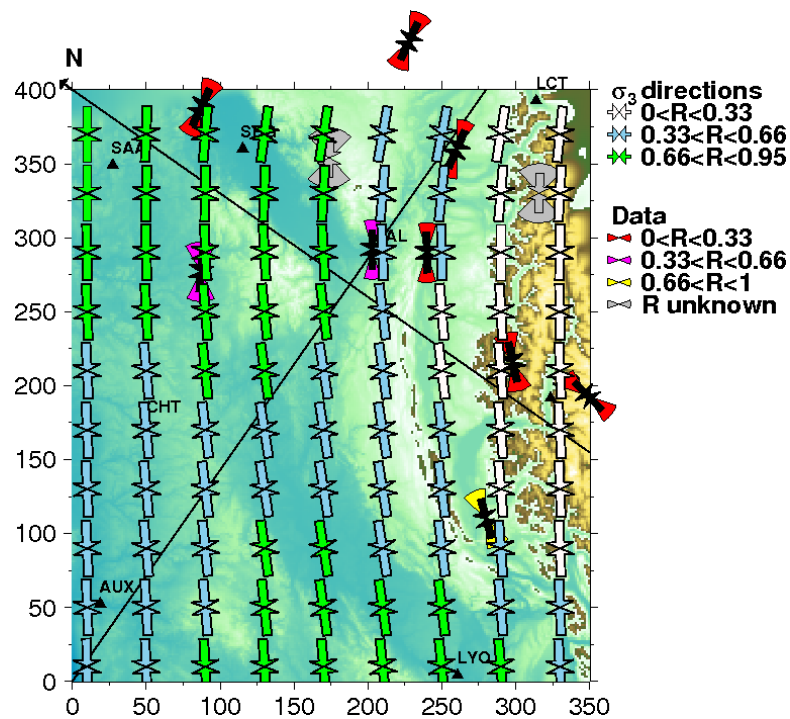 N
LCT
400
350
300
250
200
150
100
50
0
SAA
AL
CHT
AUX
LYO
0 50 100 150 200 250 300 350
σ3 directions
0<R<0.33
0.33<R<0.66
0.66<R<0.95
Data
0<R<0.33
0.33<R<0.66
0.66<R<1
R unknown